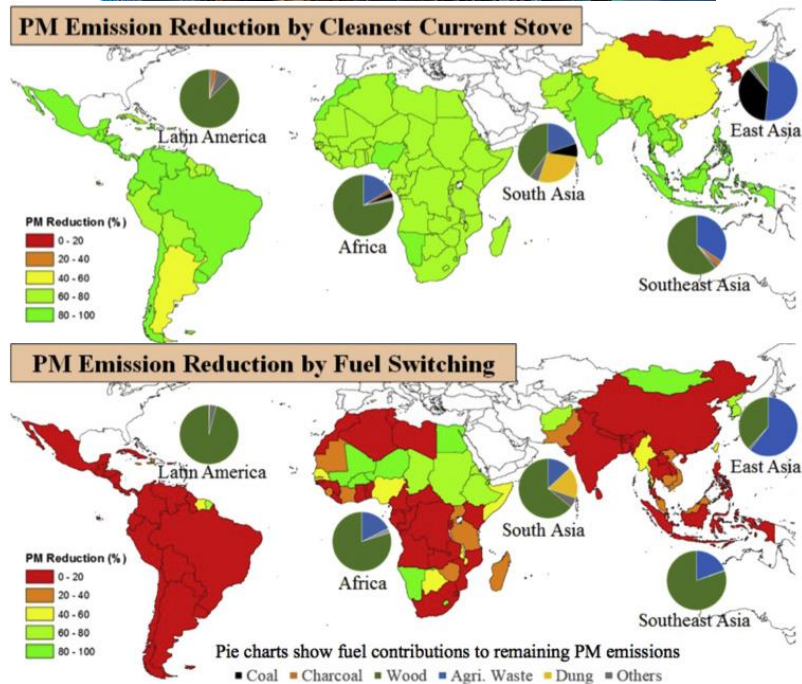 PM Emission Reduction by Cleanest Current Stove
Latin America
Africa
South Asia
East Asia
Southeast Asia
PM Reduction (%)
0 - 20
20 - 40
40 - 60
60 - 80
80 - 100
PM Emission Reduction by Fuel Switching
Latin America
Africa
South Asia
East Asia
Southeast Asia
PM Reduction (%)
0 - 20
20 - 40
40 - 60
60 - 80
80 - 100
Pie charts show fuel contributions to remaining PM emissions
Coal Charcoal Wood Agri. Waste Dung Others